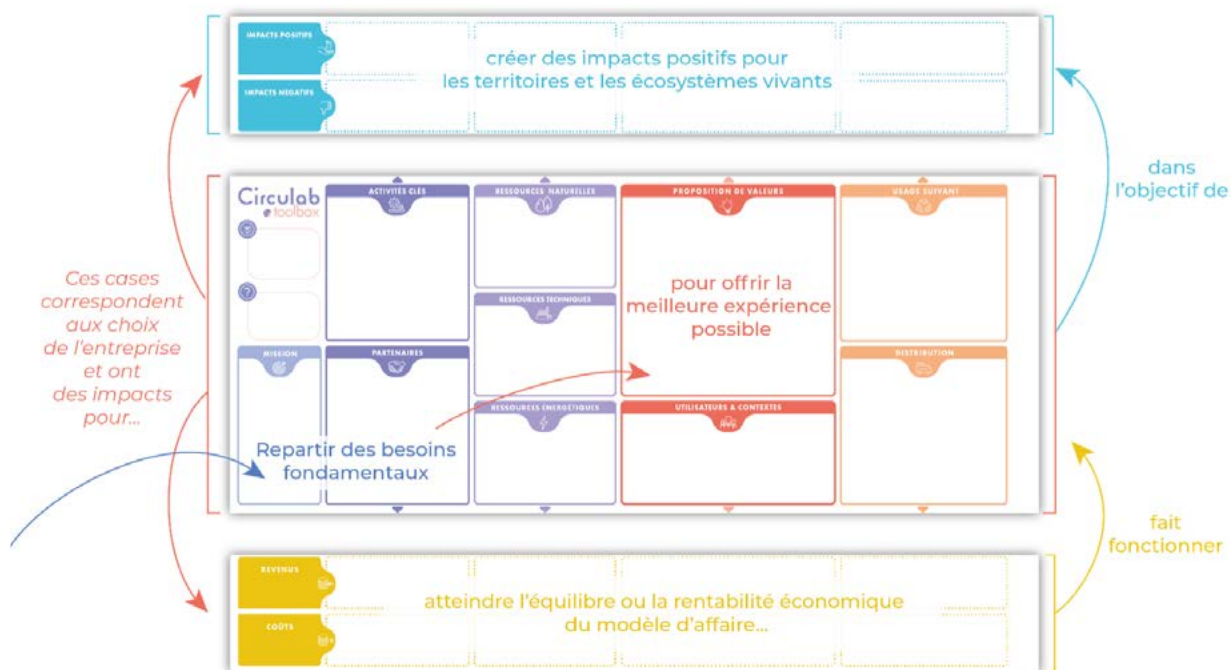 IMPACTS POSITIFS
IMPACTS NEGATIFS
créer des impacts positifs pour
les territoires et les écosystèmes vivants
dans
l'objectif de
Circulab
toolbox
?
ACTIVITÉS CLÉS
RESSOURCES NATURELLES
PROPOSITION DE VALEURS
USAGE SUIVANT
Ces cases
correspondent
aux choix
de l'entreprise
et ont
des impacts
pour...
RESSOURCES TECHNIQUES
pour offrir la
meilleure expérience
possible
MISSION
PARTENAIRES
DISTRIBUTION
RESSOURCES ÉNERGÉTIQUES
UTILISATEURS & CONTEXTES
Repartir des besoins
fondamentaux
fait
fonctionner
REVENUS
COÛTS
atteindre l'équilibre ou la rentabilité économique
du modèle d'affaire...